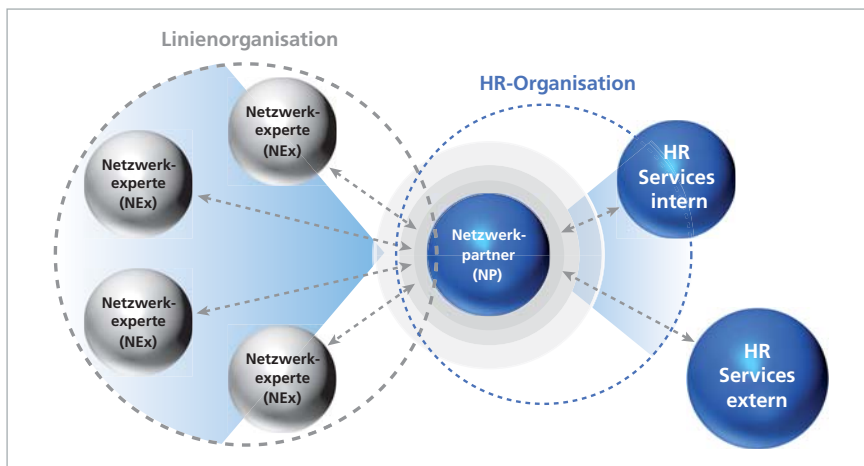 Linienorganisation
HR-Organisation
Netzwerk-
experte
(NEx)
Netzwerk-
experte
(NEx)
Netzwerk-
experte
(NEx)
Netzwerk-
experte
(NEx)
Netzwerk-
partner
(NP)
HR
Services
intern
HR
Services
extern